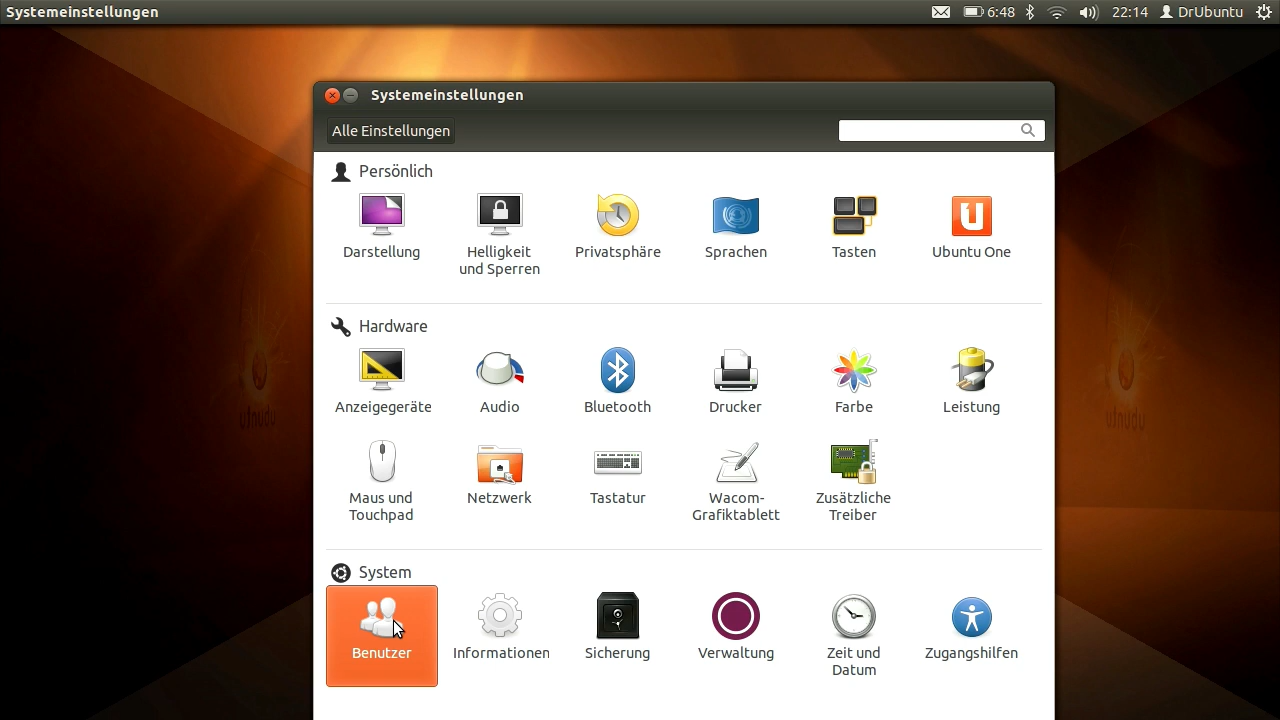 Systemeinstellungen
6:48
22:14
DrUbuntu
Systemeinstellungen
Alle Einstellungen
Persönlich
Darstellung
Helligkeit
und Sperren
Privatsphäre
Sprachen
Tasten
Ubuntu One
Hardware
Anzeigegeräte
Audio
Bluetooth
Drucker
Farbe
Leistung
Maus und
Touchpad
Netzwerk
Tastatur
Wacom-
Grafiktablett
Zusätzliche
Treiber
System
Benutzer
Informationen
Sicherung
Verwaltung
Zeit und
Datum
Zugangshilfen
ubuntu
ubuntu